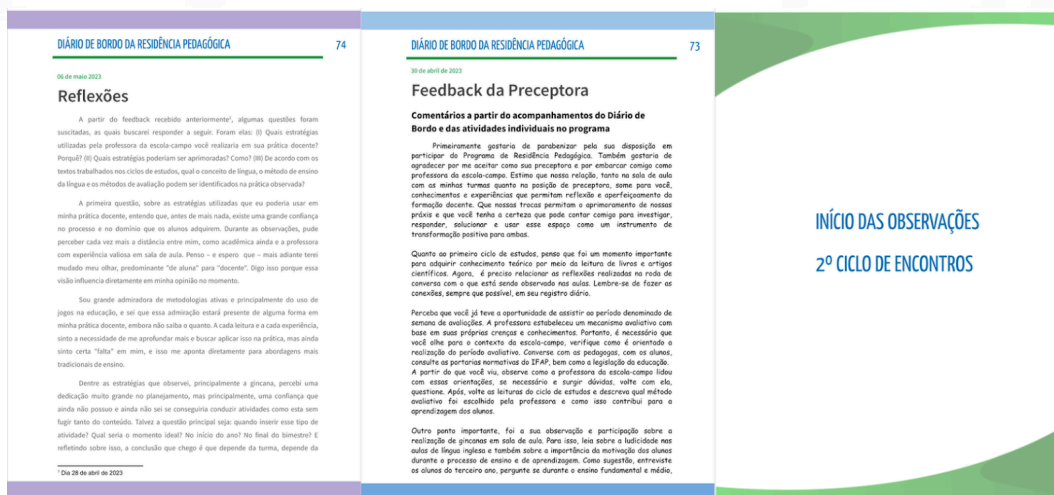 DIÁRIO DE BORDO DA RESIDÊNCIA PEDAGÓGICA 74
06 de maio 2023
Reflexões
A partir do feedback recebido anteriormente¹, algumas questões foram
suscitadas, as quais buscarei responder a seguir. Foram elas: (I) Quais estratégias
utilizadas pela professora da escola-campo você realizaria em sua prática docente?
Porquê? (II) Quais estratégias poderiam ser aprimoradas? Como? (III) De acordo com os
textos trabalhados nos ciclos de estudos, qual o conceito de língua, o método de ensino
da língua e os métodos de avaliação podem ser identificados na prática observada?
A primeira questão, sobre as estratégias utilizadas que eu poderia usar em
minha prática docente, entendo que, antes de mais nada, existe uma grande confiança
no processo e no domínio que os alunos adquirem. Durante as observações, pude
perceber cada vez mais a distância entre mim, como acadêmica ainda e a professora
com experiência valiosa em sala de aula. Penso – e espero que – mais adiante terei
mudado meu olhar, predominante "de aluna" para "docente". Digo isso porque essa
visão influencia diretamente em minha opinião no momento.
Sou grande admiradora de metodologias ativas e principalmente do uso de
jogos na educação, e sei que essa admiração estará presente de alguma forma em
minha prática docente, embora não saiba o quanto. A cada leitura e a cada experiência,
sinto a necessidade de me aprofundar mais e buscar aplicar isso na prática, mas ainda
sinto certa "falta" em mim, e isso me aponta diretamente para abordagens mais
tradicionais de ensino.
Dentre as estratégias que observei, principalmente a gincana, percebi uma
dedicação muito grande no planejamento, mas principalmente, uma confiança que
ainda não possuo e ainda não sei se conseguiria conduzir atividades como esta sem
fugir tanto do conteúdo. Talvez a questão principal seja: quando inserir esse tipo de
atividade? Qual seria o momento ideal? No início do ano? No final do bimestre? E
refletindo sobre isso, a conclusão que chego é que depende da turma, depende da
¹ Dia 28 de abril de 2023
DIÁRIO DE BORDO DA RESIDÊNCIA PEDAGÓGICA 73
30 de abril de 2023
Feedback da Preceptora
Comentários a partir do acompanhamentos do Diário de
Bordo e das atividades individuais no programa
Primeiramente gostaria de parabenizar pela sua disposição em
participar do Programa de Residência Pedagógica. Também gostaria de
agradecer por me aceitar como sua preceptora e por embarcar comigo como
professora da escola-campo. Estimo que nossa relação, tanto na sala de aula
com as minhas turmas quanto na posição de preceptora, some para você,
conhecimentos e experiências que permitam reflexão e aperfeiçoamento da
formação docente. Que nossas trocas permitam o aprimoramento de nossas
práxis e que você tenha a certeza que pode contar comigo para investigar,
responder, solucionar e usar esse espaço como um instrumento de
transformação positivo para ambas.
Quanto ao primeiro ciclo de estudos, penso que foi um momento importante
para adquirir conhecimento teórico por meio da leitura de livros e artigos
científicos. Agora, é preciso relacionar as reflexões realizadas na roda de
conversa com o que está sendo observado nas aulas. Lembre-se de fazer as
conexões, sempre que possível, em seu registro diário.
Perceba que você já teve a oportunidade de assistir ao período denominado de
semana de avaliações. A professora estabeleceu um mecanismo avaliativo com
base em suas próprias crenças e conhecimentos. Portanto, é necessário que
você olhe para o contexto da escola-campo, verifique como é orientado a
realização do período avaliativo. Converse com as pedagogas, com os alunos,
consulte as portarias normativas do IFAP, bem como a legislação da educação.
A partir do que você viu, observe como a professora da escola-campo lidou
com essas orientações, se necessário e surgir dúvidas, volte com ela,
questione. Após, volte as leituras do ciclo de estudos e descreva qual método
avaliativo foi escolhido pela professora e como isso contribui para a
aprendizagem dos alunos.
Outro ponto importante, foi a sua observação e participação sobre a
realização de gincanas em sala de aula. Para isso, leia sobre a ludicidade nas
aulas de língua inglesa e também sobre a importância da motivação dos alunos
durante o processo de ensino e de aprendizagem. Como sugestão, entreviste
os alunos do terceiro ano, pergunte se durante o ensino fundamental e médio,
INÍCIO DAS OBSERVAÇÕES
2º CICLO DE ENCONTROS